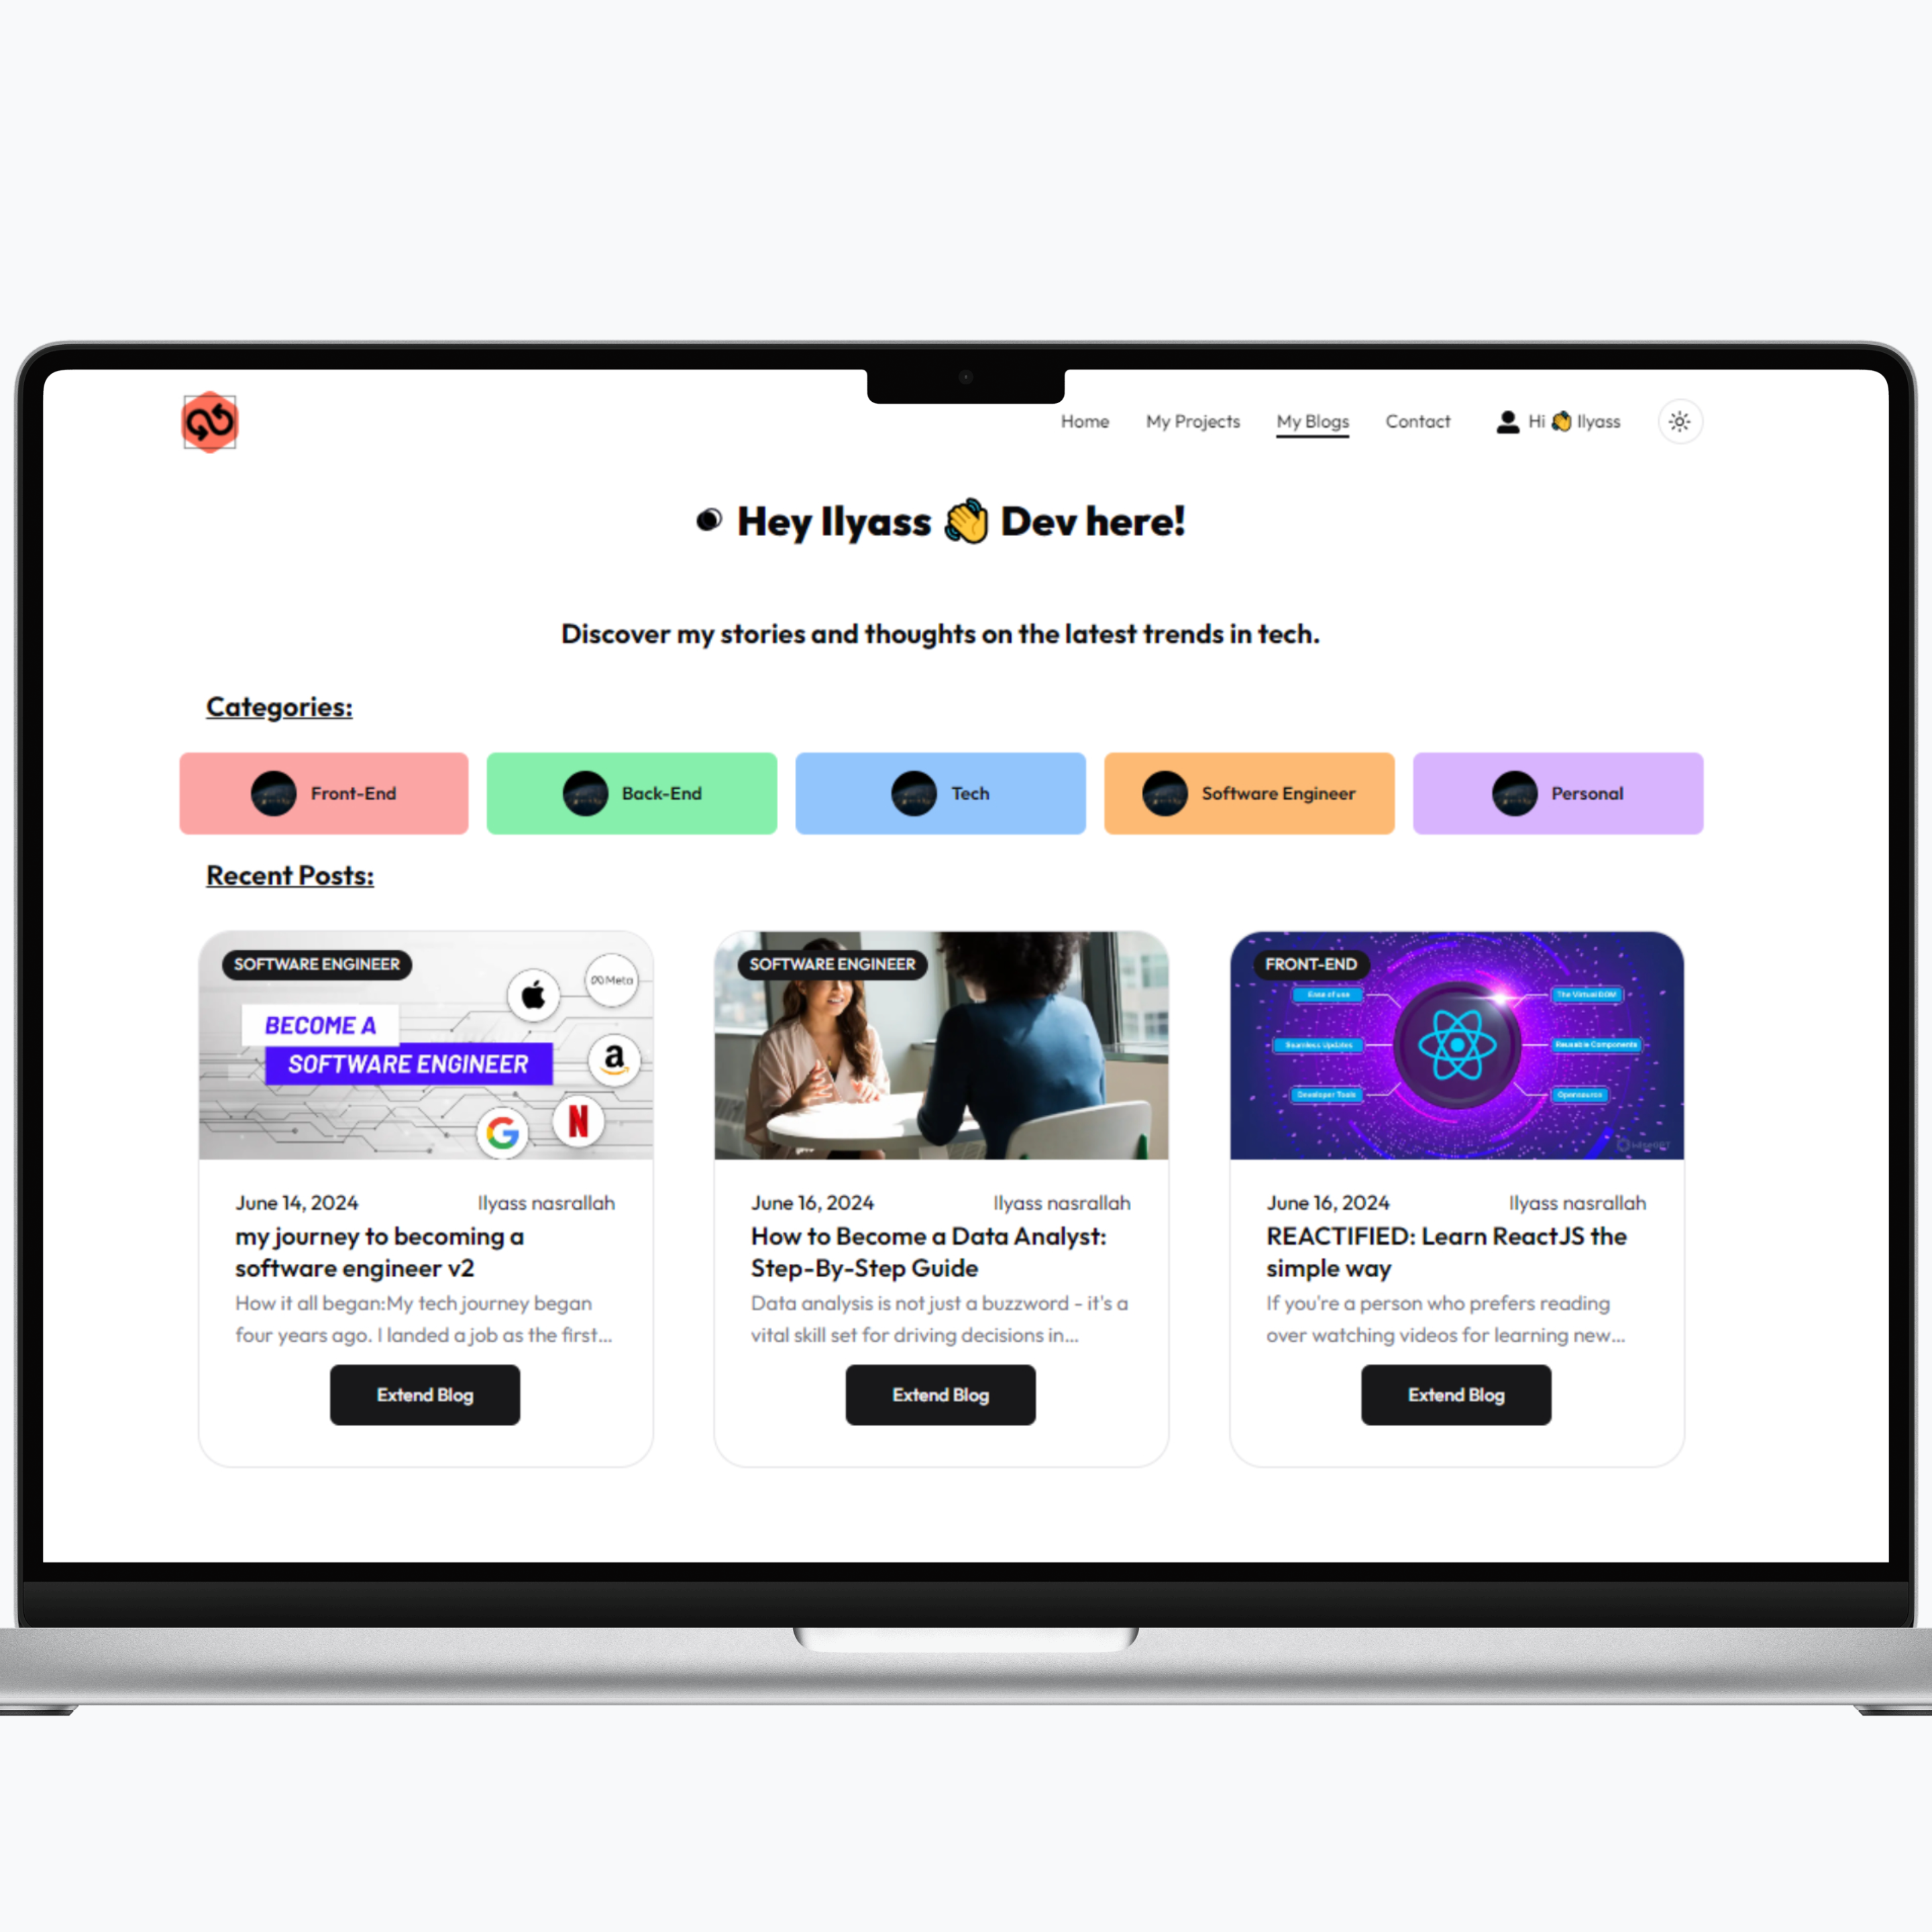 Home My Projects My Blogs Contact Hi 👋 Ilyass
Hey Ilyass 👋 Dev here!
Discover my stories and thoughts on the latest trends in tech.
Categories:
Front-End Back-End Tech Software Engineer Personal
Recent Posts:
SOFTWARE ENGINEER
Meta
BECOME A
SOFTWARE ENGINEER
a
G
N
June 14, 2024 Ilyass nasrallah
my journey to becoming a
software engineer v2
How it all began:My tech journey began
four years ago. I landed a job as the first...
Extend Blog
SOFTWARE ENGINEER
June 16, 2024 Ilyass nasrallah
How to Become a Data Analyst:
Step-By-Step Guide
Data analysis is not just a buzzword - it's a
vital skill set for driving decisions in...
Extend Blog
FRONT-END
Ease of use
The Virtual DOM
Seamless Updates
Reusable Components
Developer Tools
Opensource
June 16, 2024 Ilyass nasrallah
REACTIFIED: Learn ReactJS the
simple way
If you're a person who prefers reading
over watching videos for learning new...
Extend Blog